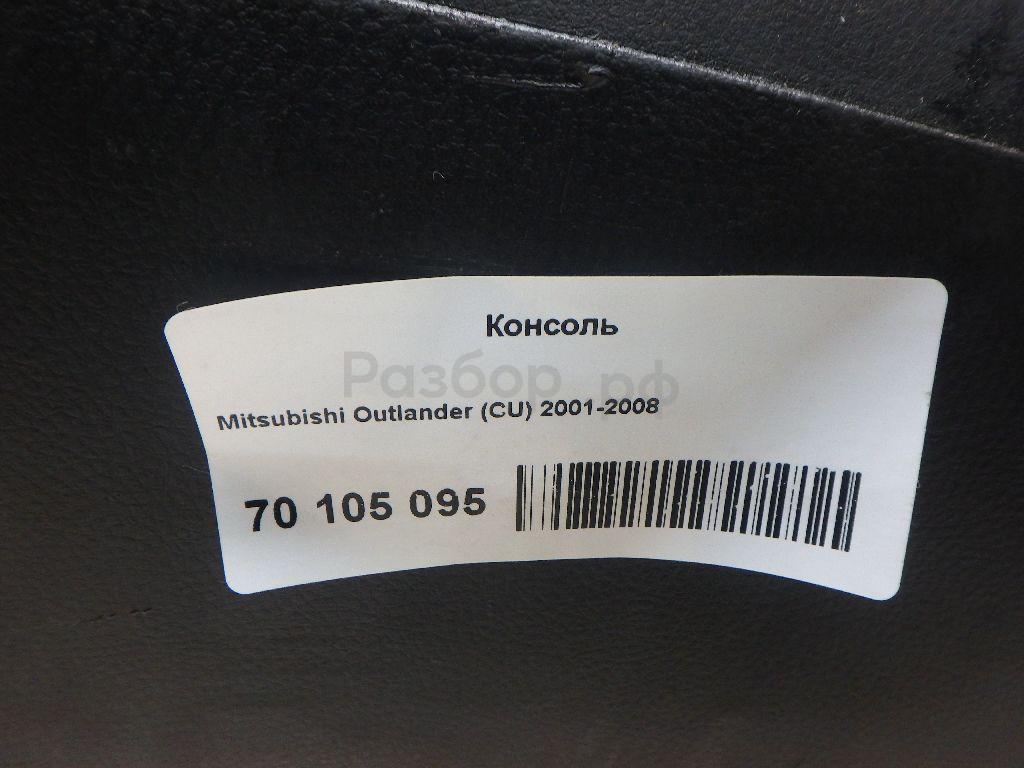 Консоль
Разбор.рф
Mitsubishi Outlander (CU) 2001-2008
70 105 095